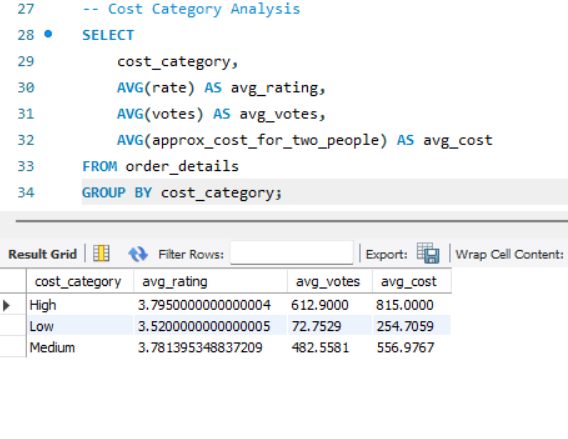 27 -- Cost Category Analysis
28 SELECT
29 cost_category,
30 AVG(rate) AS avg_rating,
31 AVG(votes) AS avg_votes,
32 AVG(approx_cost_for_two_people) AS avg_cost
33 FROM order_details
34 GROUP BY cost_category;
Result Grid Filter Rows: Export: Wrap Cell Content:
cost_category avg_rating avg_votes avg_cost
High 3.7950000000000004 612.9000 815.0000
Low 3.5200000000000005 72.7529 254.7059
Medium 3.781395348837209 482.5581 556.9767